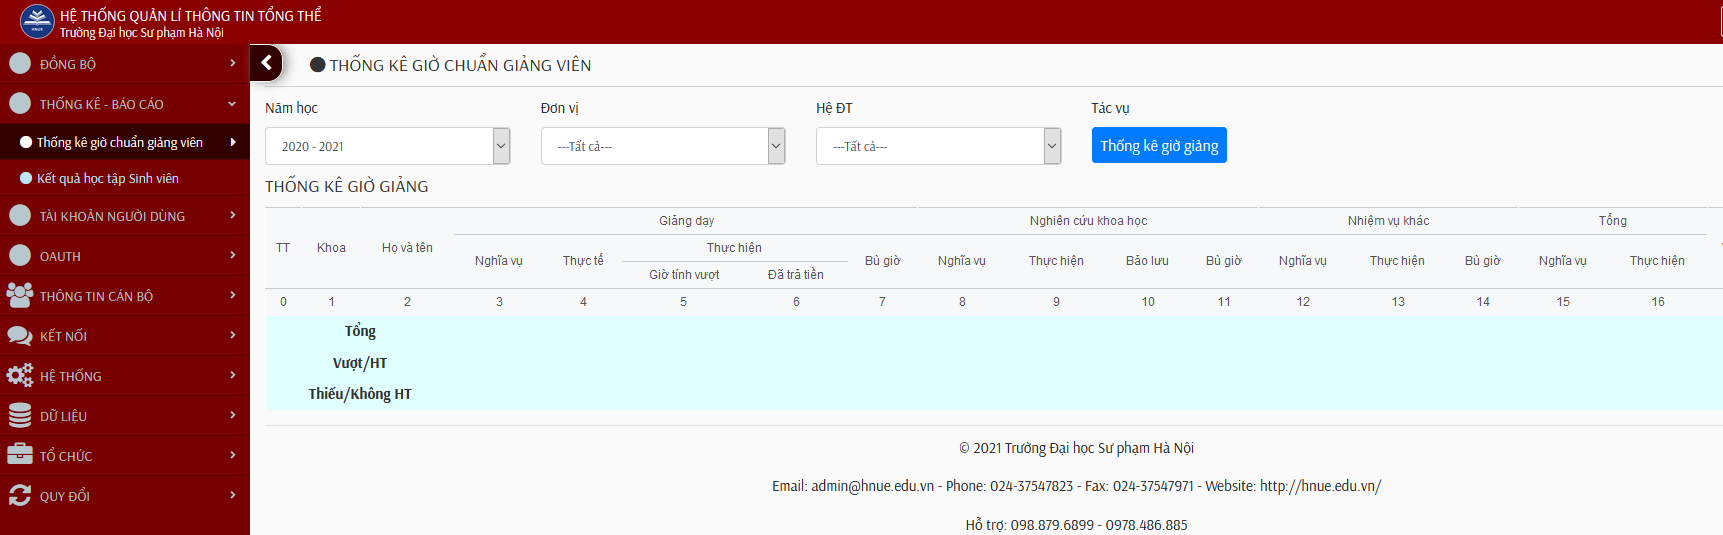 HỆ THỐNG QUẢN LÍ THÔNG TIN TỔNG THỂ
Trường Đại học Sư phạm Hà Nội
HNUE
ĐỒNG BỘ
THỐNG KÊ - BÁO CÁO
Thống kê giờ chuẩn giảng viên
Kết quả học tập Sinh viên
TÀI KHOẢN NGƯỜI DÙNG
OAUTH
THÔNG TIN CÁN BỘ
KẾT NỐI
HỆ THỐNG
DỮ LIỆU
TỔ CHỨC
QUY ĐỔI
THỐNG KÊ GIỜ CHUẨN GIẢNG VIÊN
Năm học Đơn vị Hệ ĐT Tác vụ
2020 - 2021 ---Tất cả--- ---Tất cả--- Thống kê giờ giảng
THỐNG KÊ GIỜ GIẢNG
Giảng dạy Nghiên cứu khoa học Nhiệm vụ khác Tổng
TT Khoa Họ và tên Nghĩa vụ Thực tế Thực hiện Bù giờ Nghĩa vụ Thực hiện Bảo lưu Bù giờ Nghĩa vụ Thực hiện Bù giờ Nghĩa vụ Thực hiện
Giờ tính vượt Đã trả tiền
0 1 2 3 4 5 6 7 8 9 10 11 12 13 14 15 16
Tổng
Vượt/HT
Thiếu/Không HT
© 2021 Trường Đại học Sư phạm Hà Nội
Email: admin@hnue.edu.vn - Phone: 024-37547823 - Fax: 024-37547971 - Website: http://hnue.edu.vn/
Hỗ trợ: 098.879.6899 - 0978.486.885